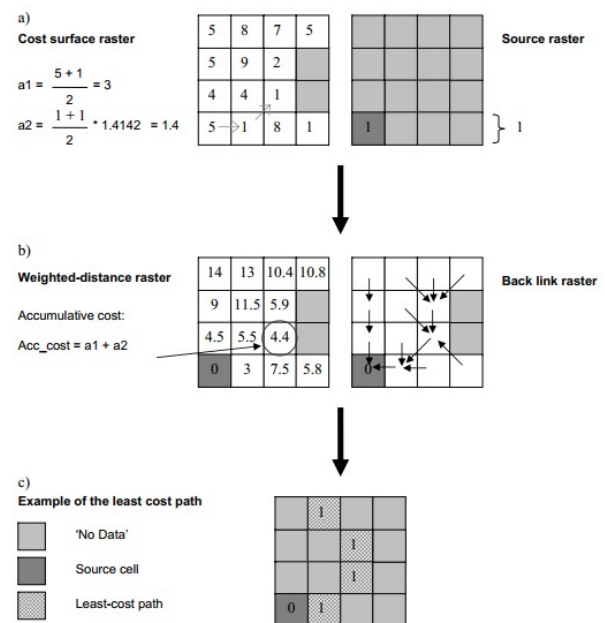 a)
Cost surface raster
a1 = 5 + 1 / 2 = 3
a2 = 1 + 1 / 2 * 1.4142 = 1.4
5 8 7 5
5 9 2
4 4 1
5 1 8 1
Source raster
1
1
b)
Weighted-distance raster
Accumulative cost:
Acc_cost = a1 + a2
14 13 10.4 10.8
9 11.5 5.9
4.5 5.5 4.4
0 3 7.5 5.8
Back link raster
0
c)
Example of the least cost path
'No Data'
Source cell
Least-cost path
1
1
1
0 1